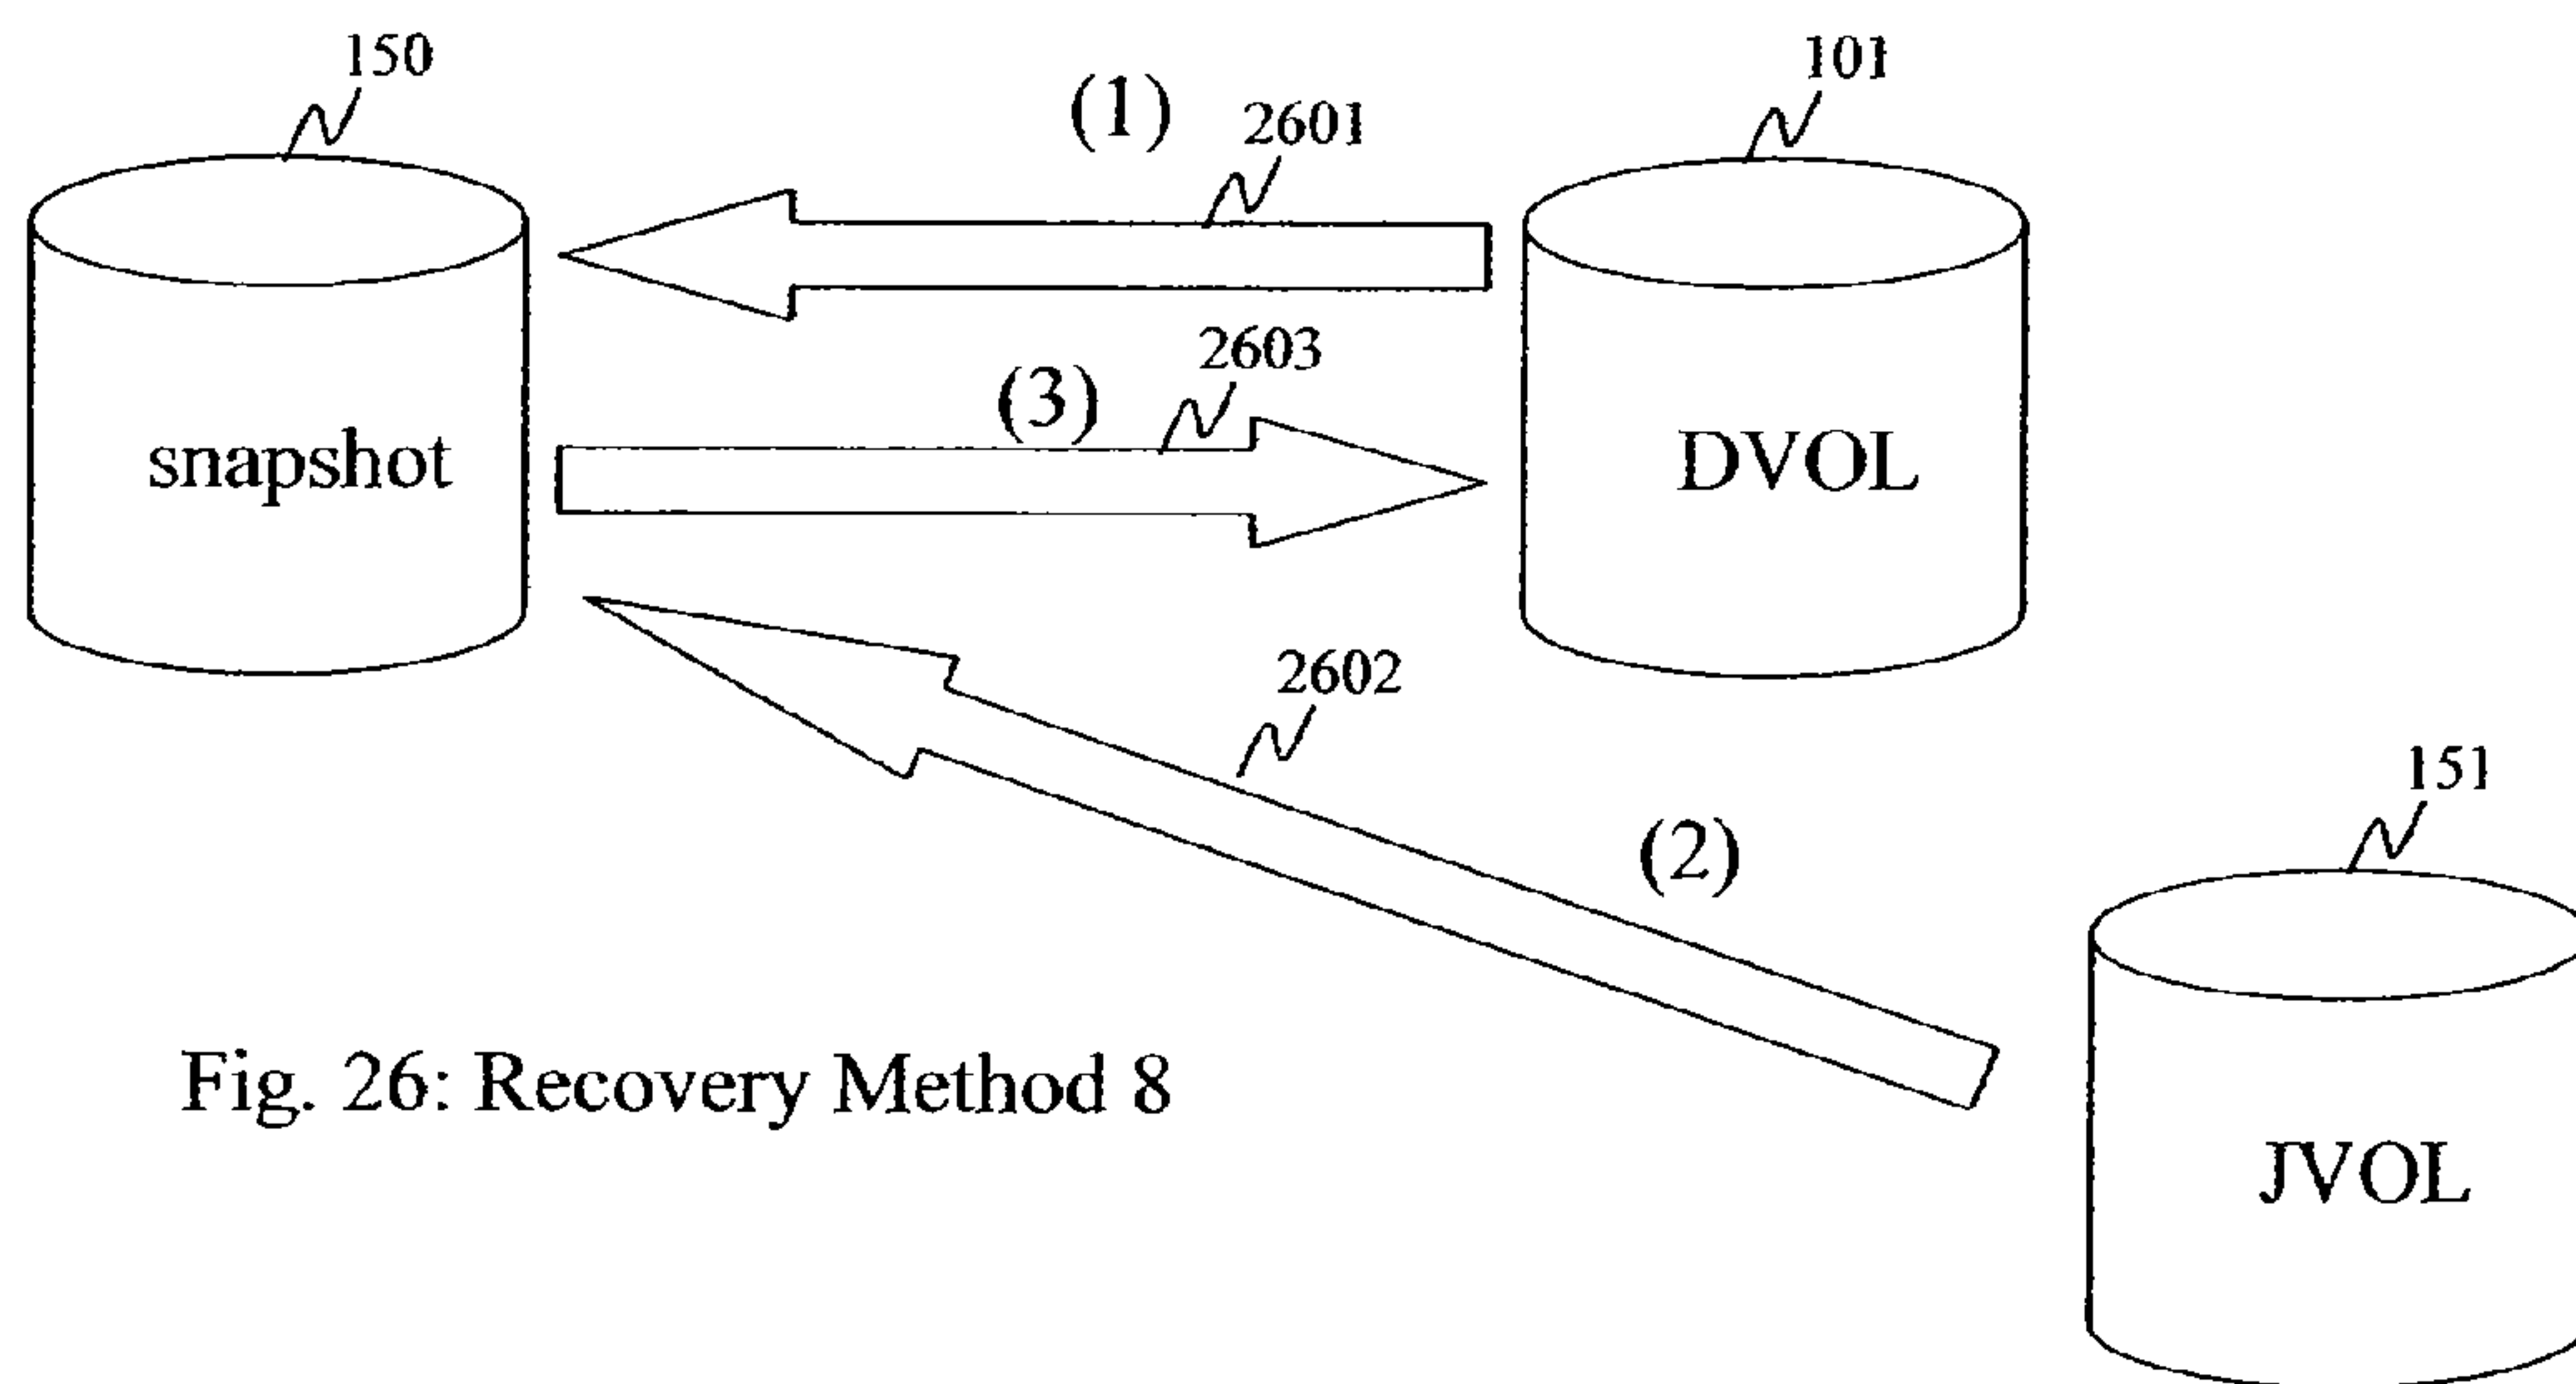 150
101
(1)
2601
2603
(3)
snapshot
DVOL
2602
151
(2)
Fig. 26: Recovery Method 8
JVOL